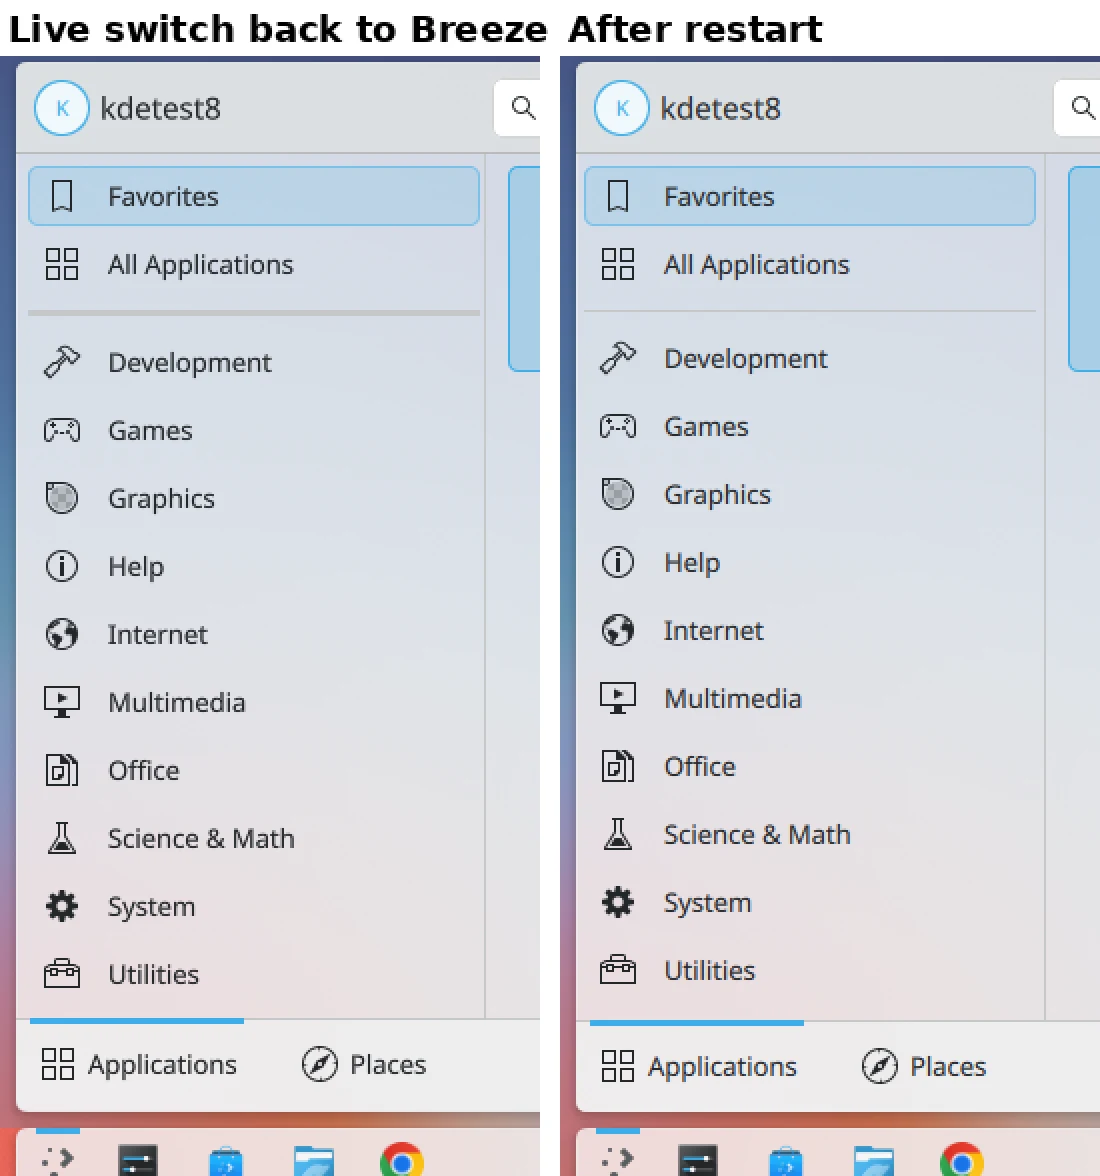 Live switch back to Breeze
K kdetest8
Favorites
All Applications
Development
Games
Graphics
Help
Internet
Multimedia
Office
Science & Math
System
Utilities
Applications Places
After restart
K kdetest8
Favorites
All Applications
Development
Games
Graphics
Help
Internet
Multimedia
Office
Science & Math
System
Utilities
Applications Places